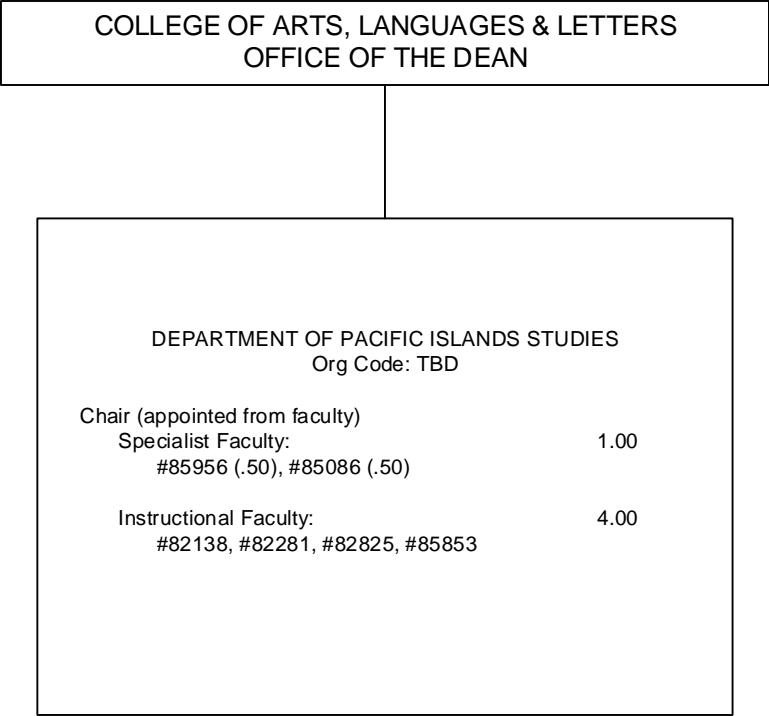 COLLEGE OF ARTS, LANGUAGES & LETTERS
OFFICE OF THE DEAN
DEPARTMENT OF PACIFIC ISLANDS STUDIES
Org Code: TBD
Chair (appointed from faculty)
Specialist Faculty: 1.00
#85956 (.50), #85086 (.50)
Instructional Faculty: 4.00
#82138, #82281, #82825, #85853